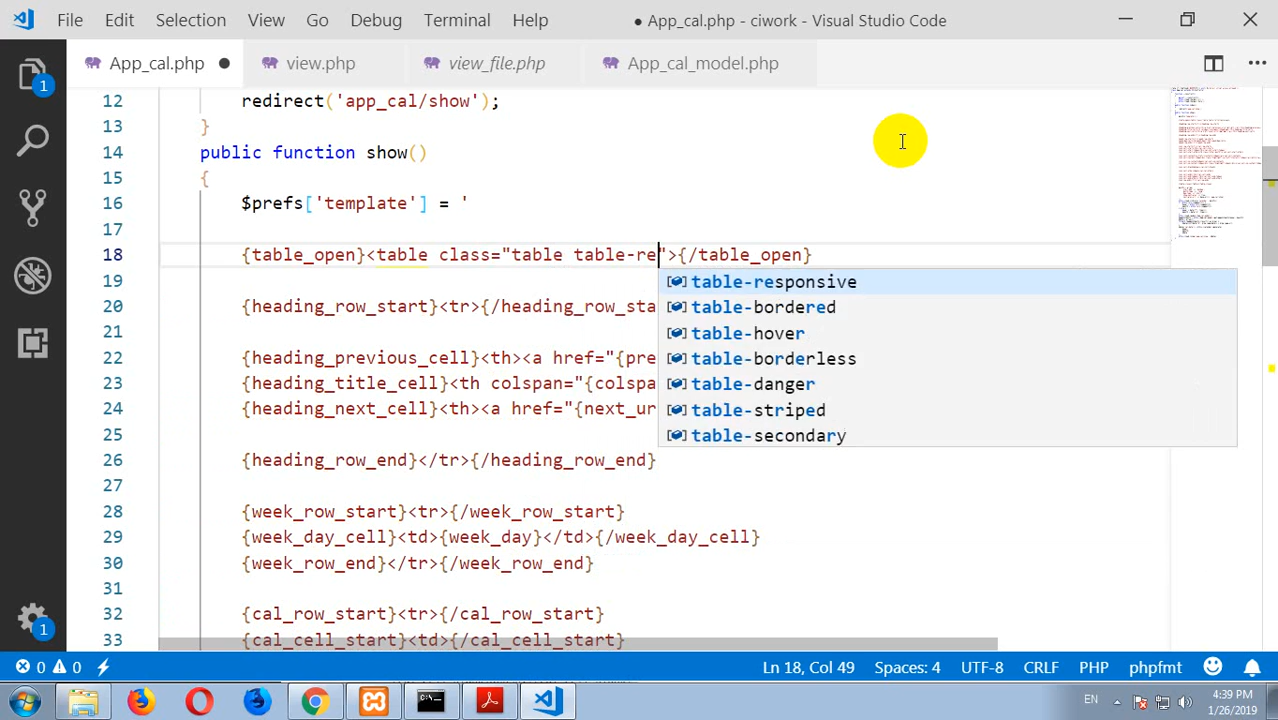 File Edit Selection View Go Debug Terminal Help
● App_cal.php - ciwork - Visual Studio Code
App_cal.php ● view.php view_file.php App_cal_model.php
1
12 redirect('app_cal/show');
13 }
14 public function show()
15 {
16 $prefs['template'] = '
17
18 {table_open}<table class="table table-re">{/table_open}
19
20 {heading_row_start}<tr>{/heading_row_sta
21
22 {heading_previous_cell}<th><a href="{pre
23 {heading_title_cell}<th colspan="{colspa
24 {heading_next_cell}<th><a href="{next_ur
25
26 {heading_row_end}</tr>{/heading_row_end}
27
28 {week_row_start}<tr>{/week_row_start}
29 {week_day_cell}<td>{week_day}</td>{/week_day_cell}
30 {week_row_end}</tr>{/week_row_end}
31
32 {cal_row_start}<tr>{/cal_row_start}
33 {cal_cell_start}<td>{/cal_cell_start}
table-responsive
table-bordered
table-hover
table-borderless
table-danger
table-striped
table-secondary
1
0 0 Ln 18, Col 49 Spaces: 4 UTF-8 CRLF PHP phpfmt
EN 4:39 PM
1/26/2019